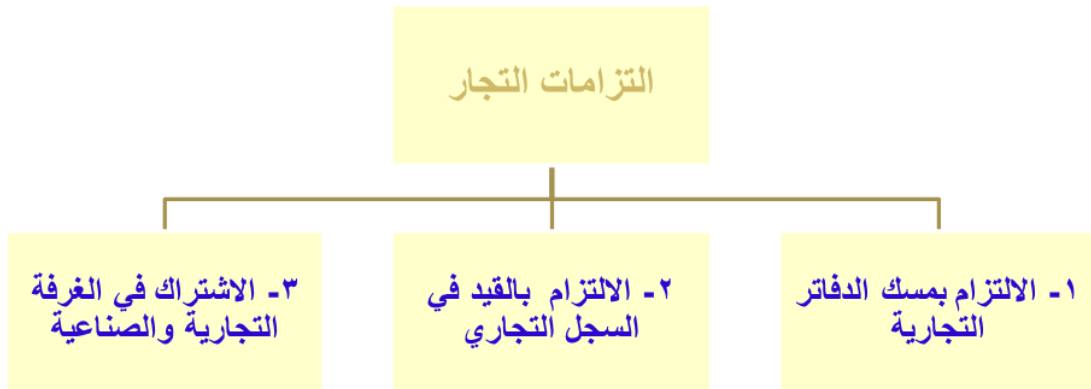 التزامات التجار
١- الالتزام بمسك الدفاتر
التجارية
٢- الالتزام بالقيد في
السجل التجاري
٣- الاشتراك في الغرفة
التجارية والصناعية